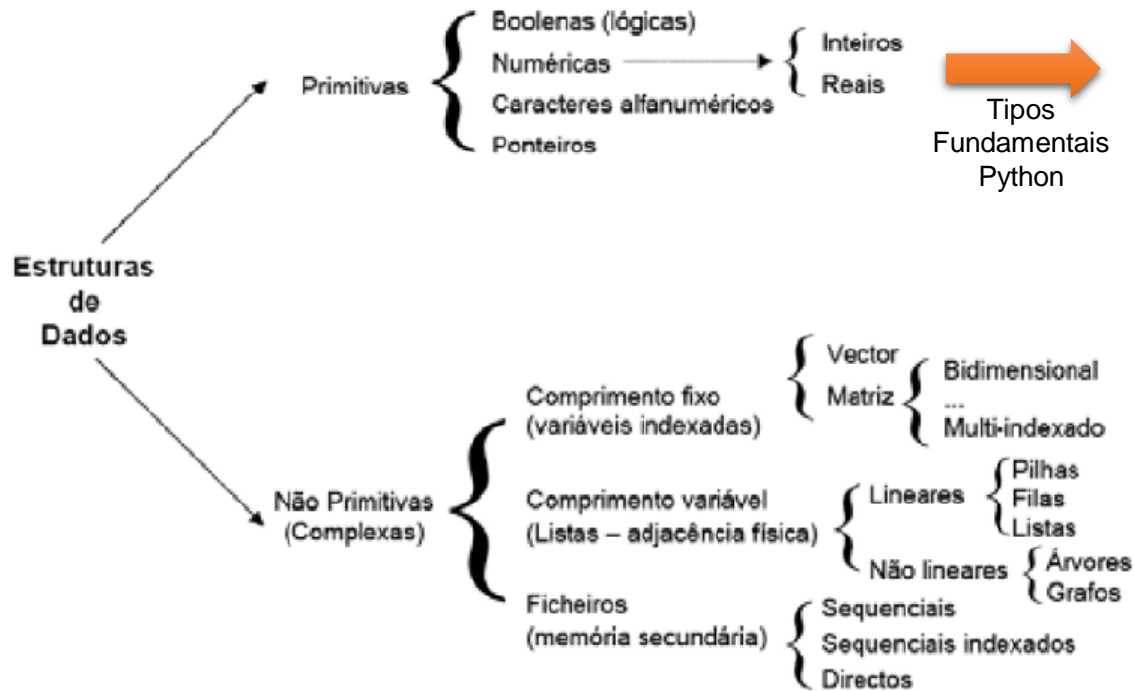 Boolenas (lógicas)
Numéricas
Caracteres alfanuméricos
Ponteiros
Primitivas
Inteiros
Reais
Tipos
Fundamentais
Python
Estruturas
de
Dados
Não Primitivas
(Complexas)
Comprimento fixo
(variáveis indexadas)
Vector
Matriz
Bidimensional
...
Multi-indexado
Comprimento variável
(Listas – adjacência física)
Lineares
Pilhas
Filas
Listas
Não lineares
Árvores
Grafos
Ficheiros
(memória secundária)
Sequenciais
Sequenciais indexados
Directos